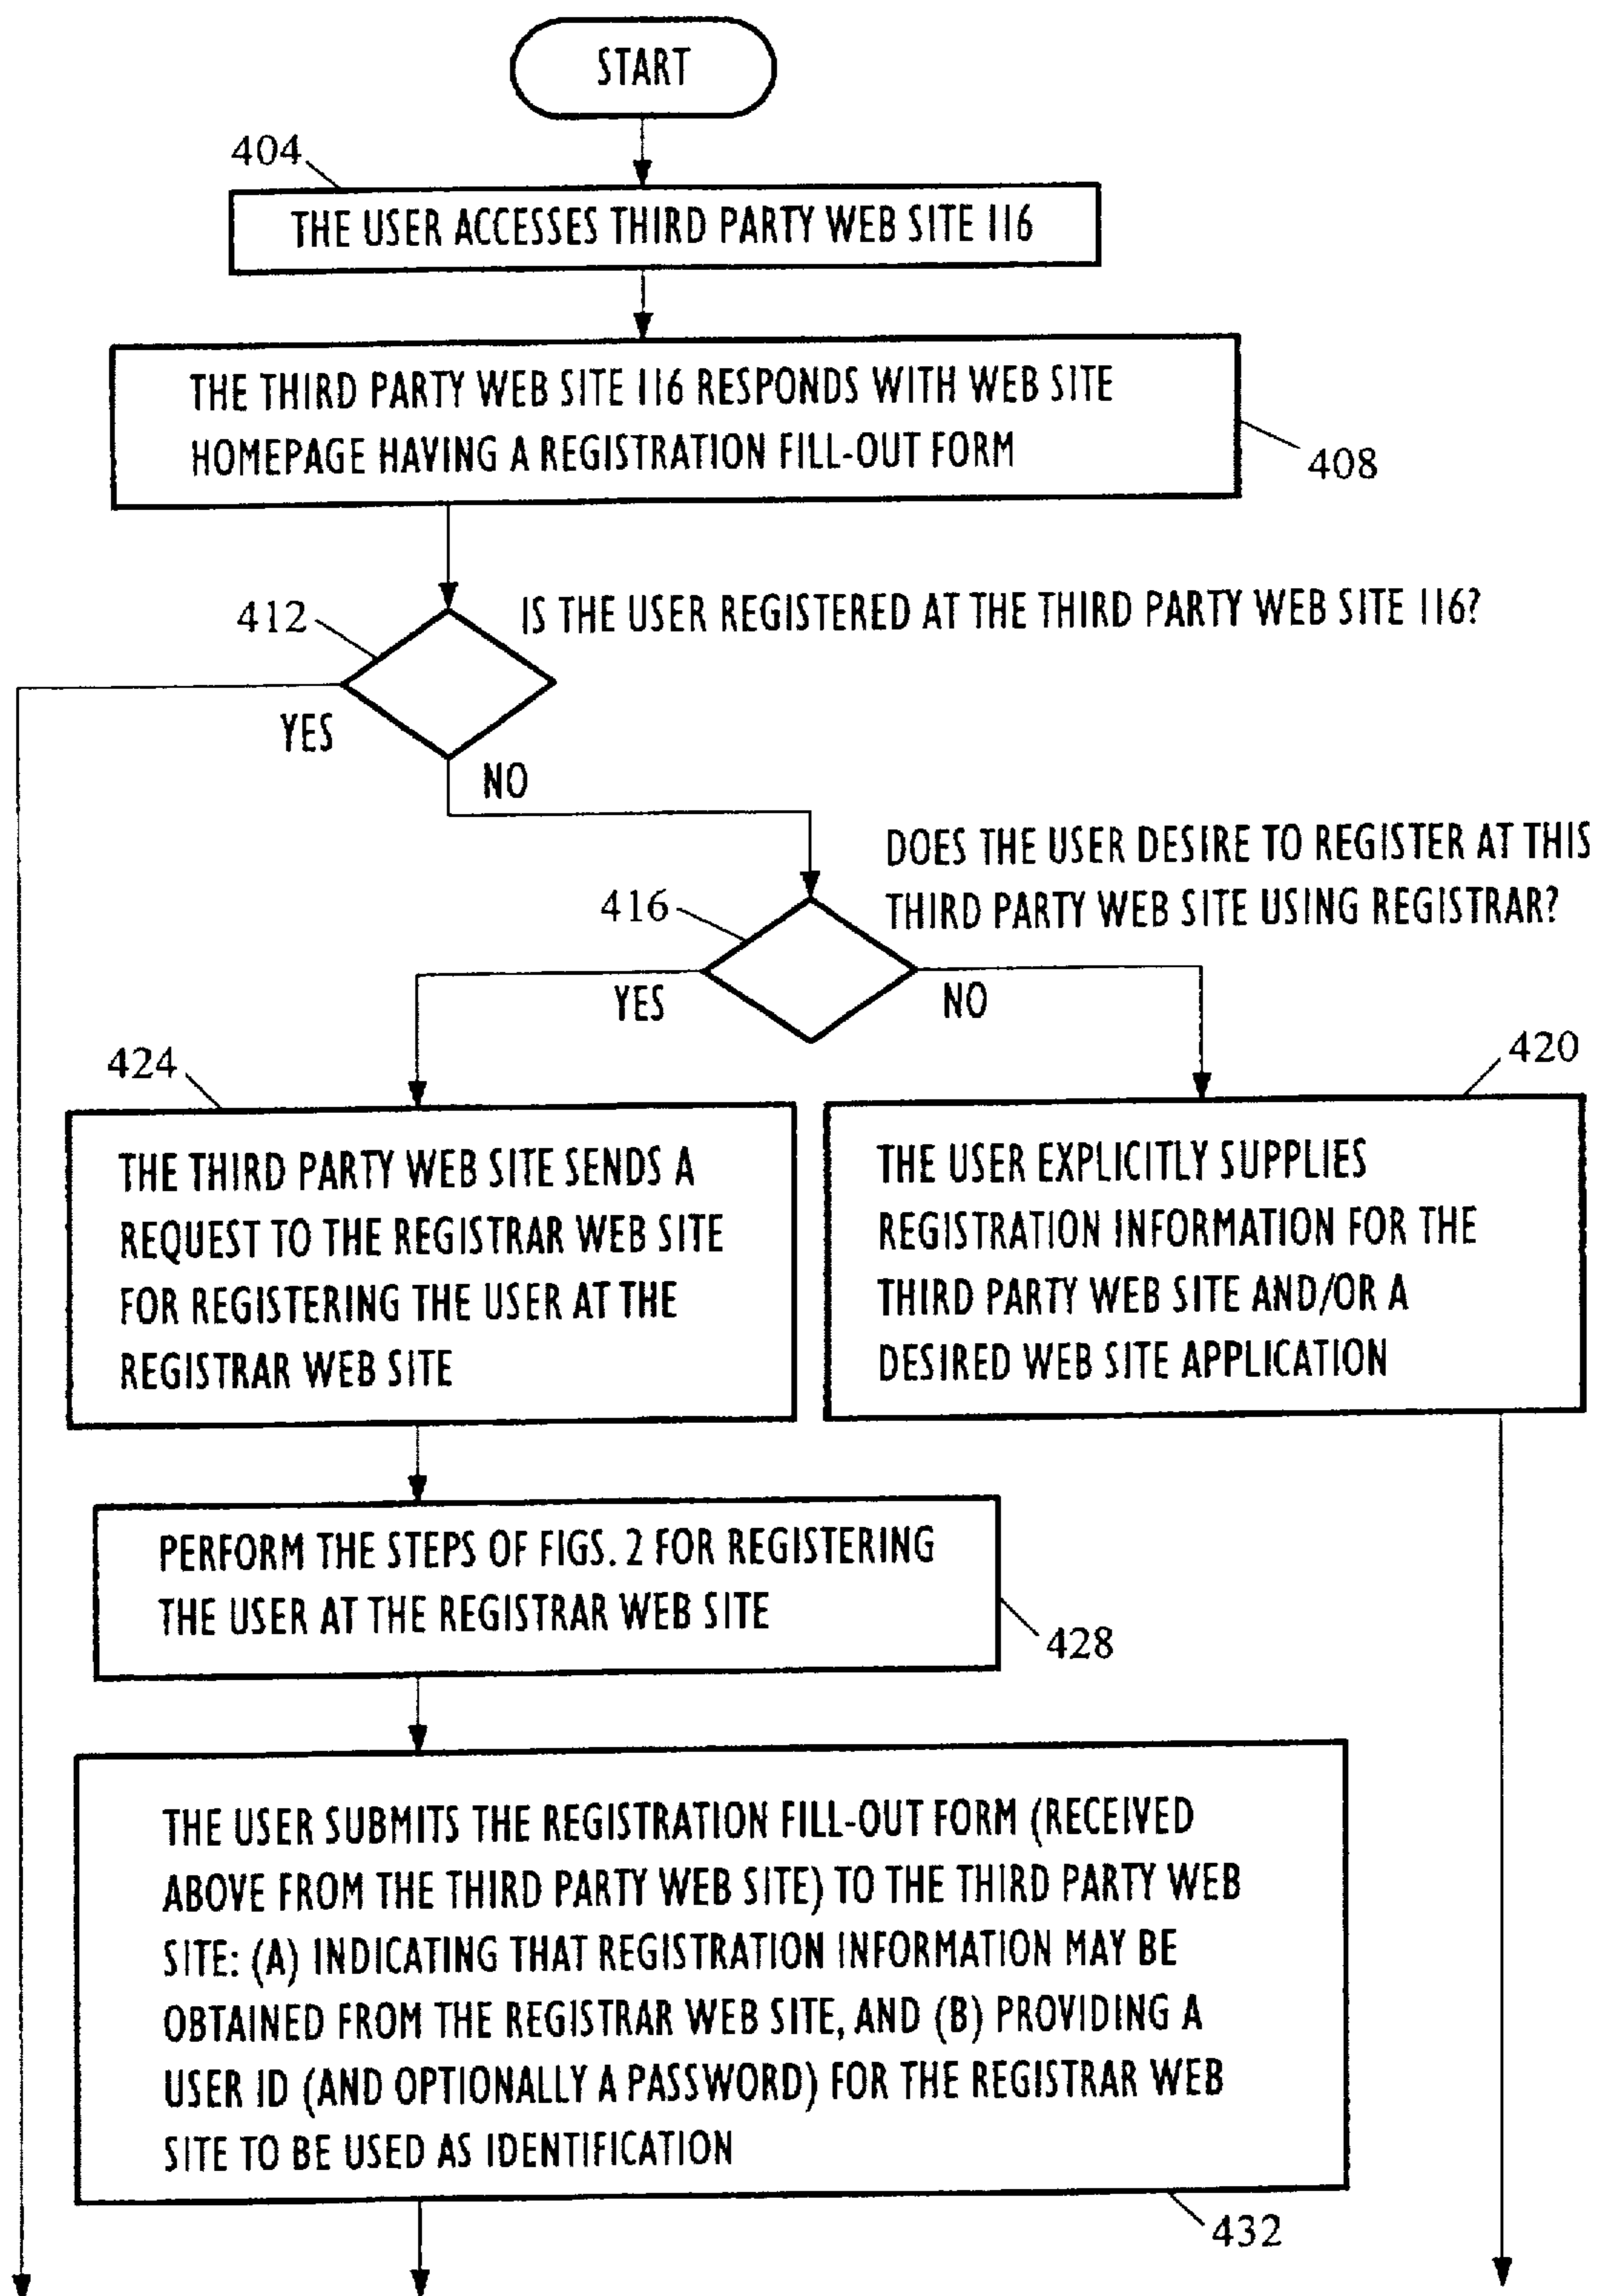 START
404
THE USER ACCESSES THIRD PARTY WEB SITE 116
THE THIRD PARTY WEB SITE 116 RESPONDS WITH WEB SITE
HOMEPAGE HAVING A REGISTRATION FILL-OUT FORM
408
412
IS THE USER REGISTERED AT THE THIRD PARTY WEB SITE 116?
YES
NO
DOES THE USER DESIRE TO REGISTER AT THIS
THIRD PARTY WEB SITE USING REGISTRAR?
416
YES
NO
424
THE THIRD PARTY WEB SITE SENDS A
REQUEST TO THE REGISTRAR WEB SITE
FOR REGISTERING THE USER AT THE
REGISTRAR WEB SITE
420
THE USER EXPLICITLY SUPPLIES
REGISTRATION INFORMATION FOR THE
THIRD PARTY WEB SITE AND/OR A
DESIRED WEB SITE APPLICATION
PERFORM THE STEPS OF FIGS. 2 FOR REGISTERING
THE USER AT THE REGISTRAR WEB SITE
428
THE USER SUBMITS THE REGISTRATION FILL-OUT FORM (RECEIVED
ABOVE FROM THE THIRD PARTY WEB SITE) TO THE THIRD PARTY WEB
SITE: (A) INDICATING THAT REGISTRATION INFORMATION MAY BE
OBTAINED FROM THE REGISTRAR WEB SITE, AND (B) PROVIDING A
USER ID (AND OPTIONALLY A PASSWORD) FOR THE REGISTRAR WEB
SITE TO BE USED AS IDENTIFICATION
432